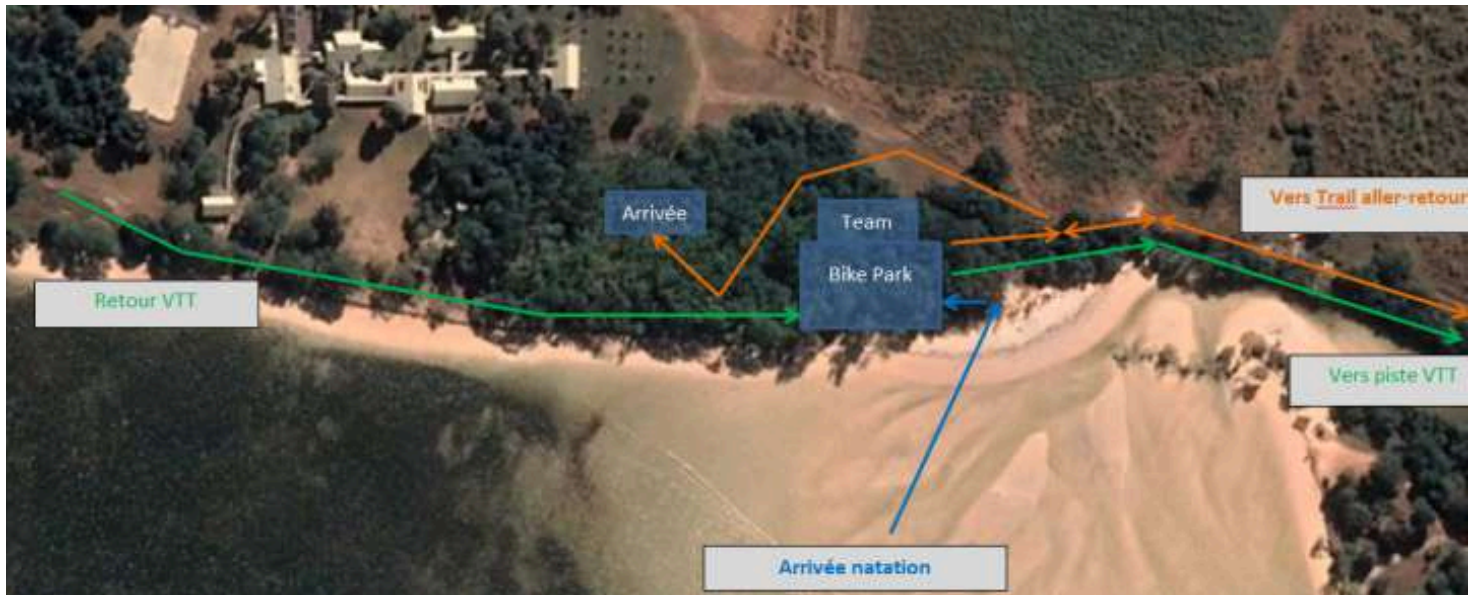 Arrivée
Team
Bike Park
Vers Trail aller-retour
Retour VTT
Vers piste VTT
Arrivée natation